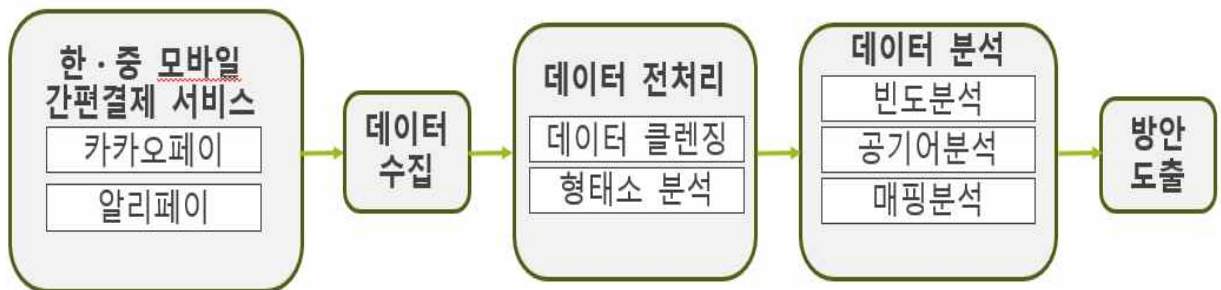 한·중 모바일
간편결제 서비스
카카오페이
알리페이
데이터
수집
데이터 전처리
데이터 클렌징
형태소 분석
데이터 분석
빈도분석
공기어분석
매핑분석
방안
도출